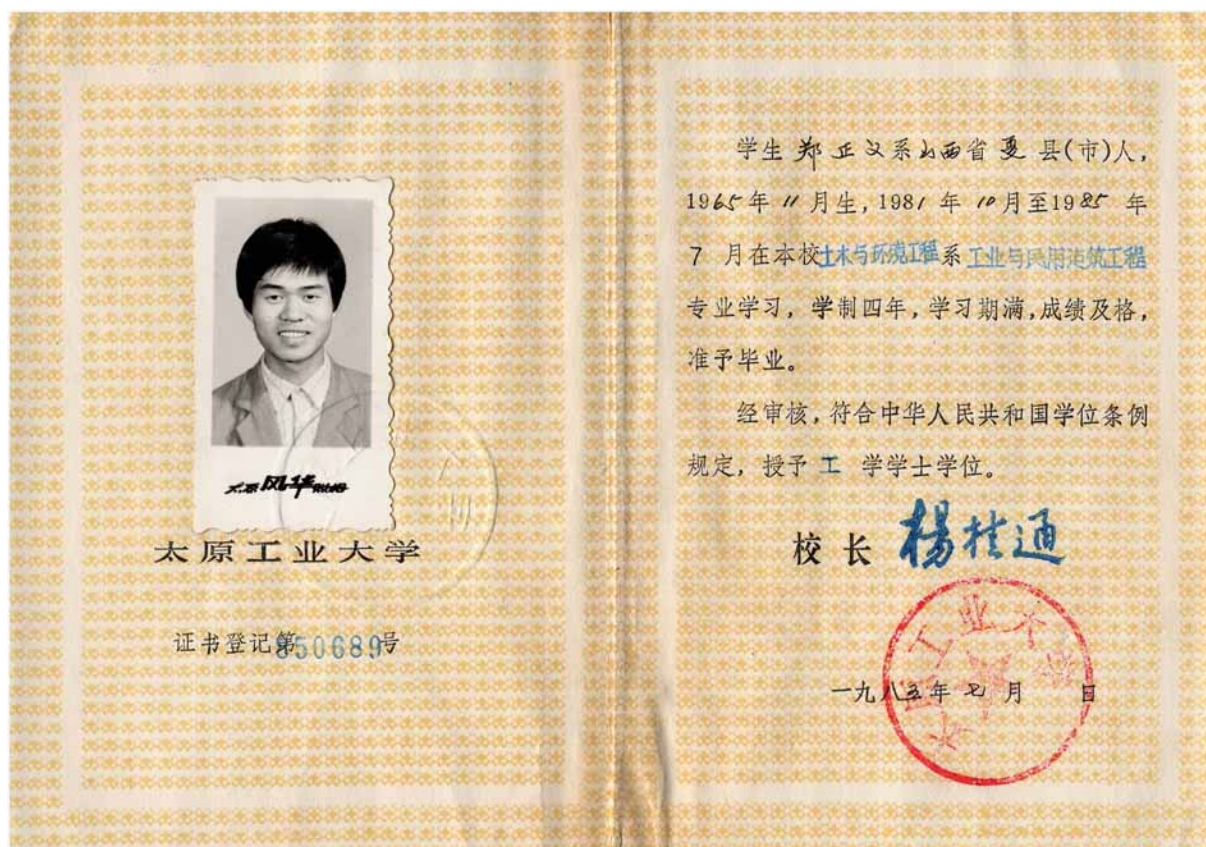 太原风华照相
太原工业大学
证书登记第850689号
学生 郑正义系山西省夏县(市)人,
1965年11月生,1981年10月至1985年
7月在本校土木与环境工程系工业与民用建筑工程
专业学习,学制四年,学习期满,成绩及格,
准予毕业。
经审核,符合中华人民共和国学位条例
规定,授予工学学士学位。
校长 杨桂通
太原工业大学
一九八五年七月 日